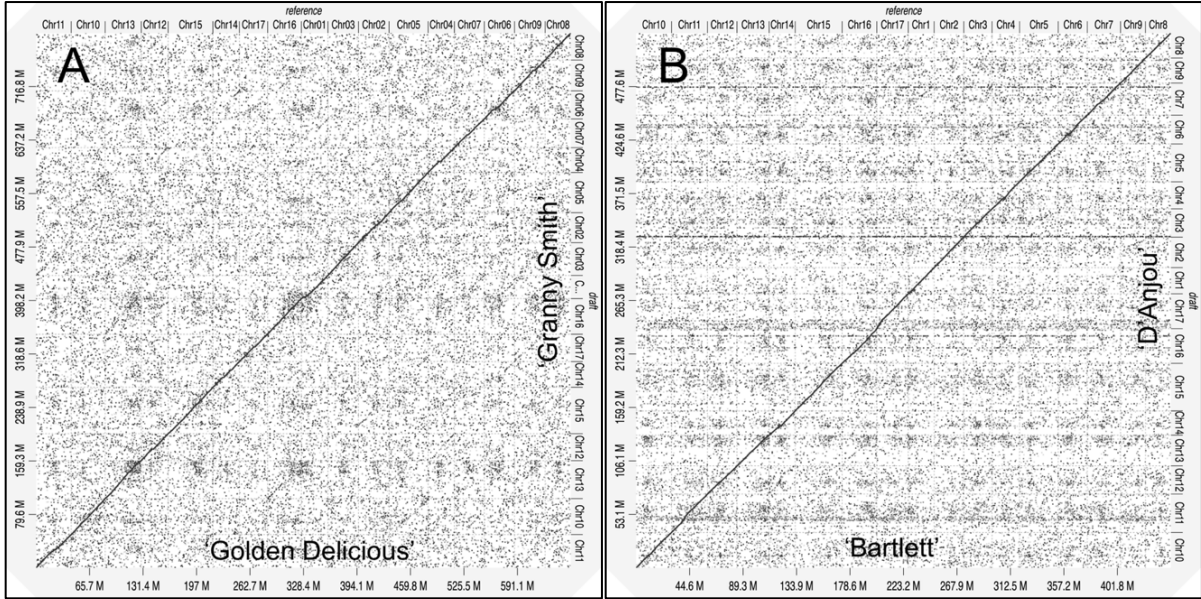 reference
Chr11 Chr10 Chr13 Chr12 Chr15 Chr14 Chr17 Chr16 Chr01 Chr03 Chr02 Chr05 Chr04 Chr07 Chr06 Chr09 Chr08
A
716.8 M
637.2 M
557.5 M
477.9 M
398.2 M
318.6 M
238.9 M
159.3 M
79.6 M
Chr08
Chr09
Chr06
Chr07
Chr04
Chr05
Chr02
Chr03
C...
Chr16
Chr17
Chr14
Chr15
Chr12
Chr13
Chr10
Chr11
draft
'Granny Smith'
'Golden Delicious'
65.7 M 131.4 M 197 M 262.7 M 328.4 M 394.1 M 459.8 M 525.5 M 591.1 M
reference
Chr10 Chr11 Chr12 Chr13 Chr14 Chr15 Chr16 Chr17 Chr1 Chr2 Chr3 Chr4 Chr5 Chr6 Chr7 Chr9 Chr8
B
477.6 M
424.6 M
371.5 M
318.4 M
265.3 M
212.3 M
159.2 M
106.1 M
53.1 M
Chr8
Chr9
Chr7
Chr6
Chr5
Chr4
Chr3
Chr2
Chr1
Chr17
Chr16
Chr15
Chr14
Chr13
Chr12
Chr11
Chr10
draft
'D'Anjou'
'Bartlett'
44.6 M 89.3 M 133.9 M 178.6 M 223.2 M 267.9 M 312.5 M 357.2 M 401.8 M